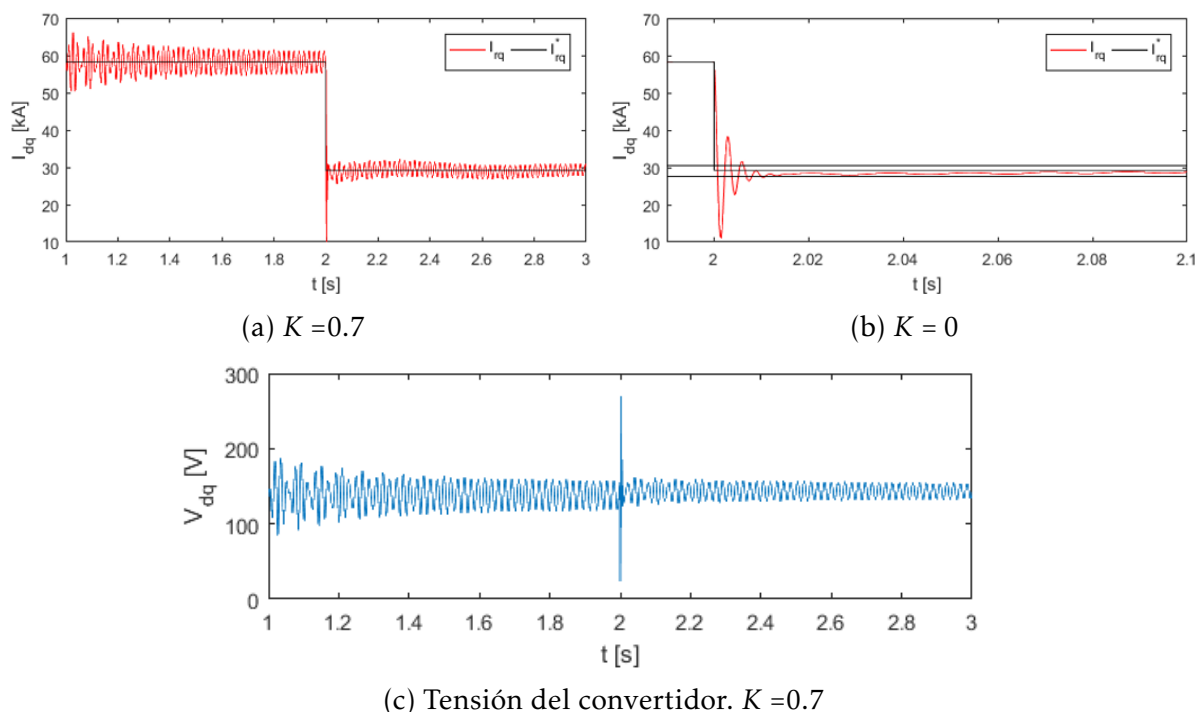 70
60
50
40
30
20
10
I_dq [kA]
I_rq I*_rq
1 1.2 1.4 1.6 1.8 2 2.2 2.4 2.6 2.8 3
t [s]
(a) K =0.7
70
60
50
40
30
20
10
I_dq [kA]
I_rq I*_rq
2 2.02 2.04 2.06 2.08 2.1
t [s]
(b) K = 0
300
200
100
0
V_dq [V]
1 1.2 1.4 1.6 1.8 2 2.2 2.4 2.6 2.8 3
t [s]
(c) Tensión del convertidor. K =0.7